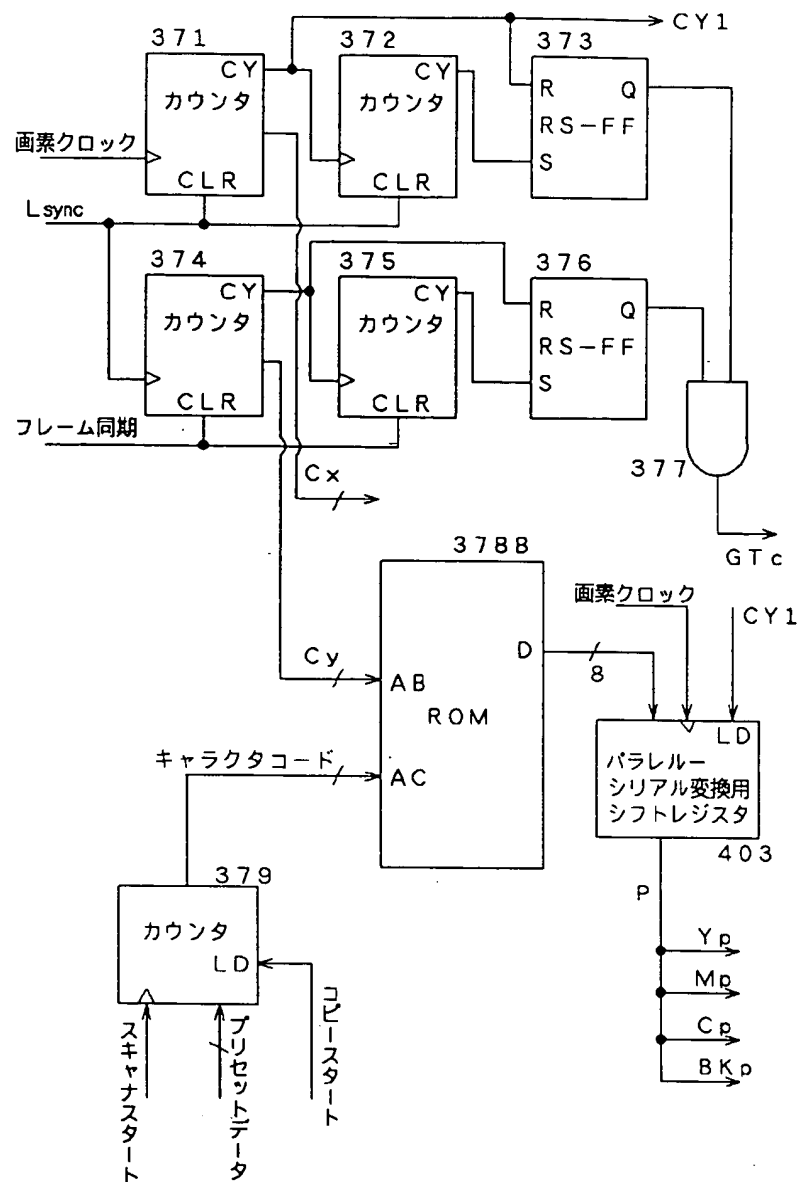 CY1
371
372
373
CY
カウンタ
CLR
CY
カウンタ
CLR
R Q
RS-FF
S
画素クロック
Lsync
374
375
376
CY
カウンタ
CLR
CY
カウンタ
CLR
R Q
RS-FF
S
フレーム同期
377
Cx
GTc
378B
画素クロック
CY1
Cy
AB
D
8
ROM
LD
キャラクタコード
AC
パラレルー
シリアル変換用
シフトレジスタ
403
379
カウンタ
LD
P
Yp
Mp
Cp
BKp
スキャナスタート
プリセットデータ
コピースタート